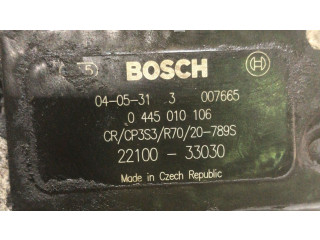 5 BOSCH
04-05-31 3 007665
0 445 010 106
CR/CP3S3/R70/20-789S
22100-33030
Made in Czech Republic